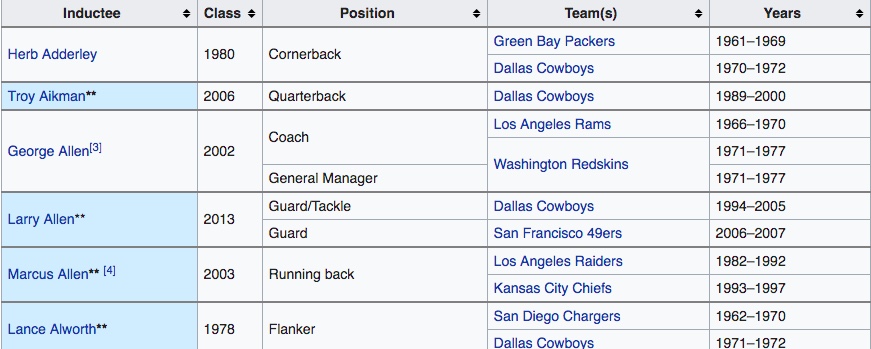 Inductee Class Position Team(s) Years
Herb Adderley 1980 Cornerback Green Bay Packers 1961–1969
Dallas Cowboys 1970–1972
Troy Aikman** 2006 Quarterback Dallas Cowboys 1989–2000
George Allen[3] 2002 Coach Los Angeles Rams 1966–1970
Washington Redskins 1971–1977
General Manager 1971–1977
Larry Allen** 2013 Guard/Tackle Dallas Cowboys 1994–2005
Guard San Francisco 49ers 2006–2007
Marcus Allen** [4] 2003 Running back Los Angeles Raiders 1982–1992
Kansas City Chiefs 1993–1997
Lance Alworth** 1978 Flanker San Diego Chargers 1962–1970
Dallas Cowboys 1971–1972